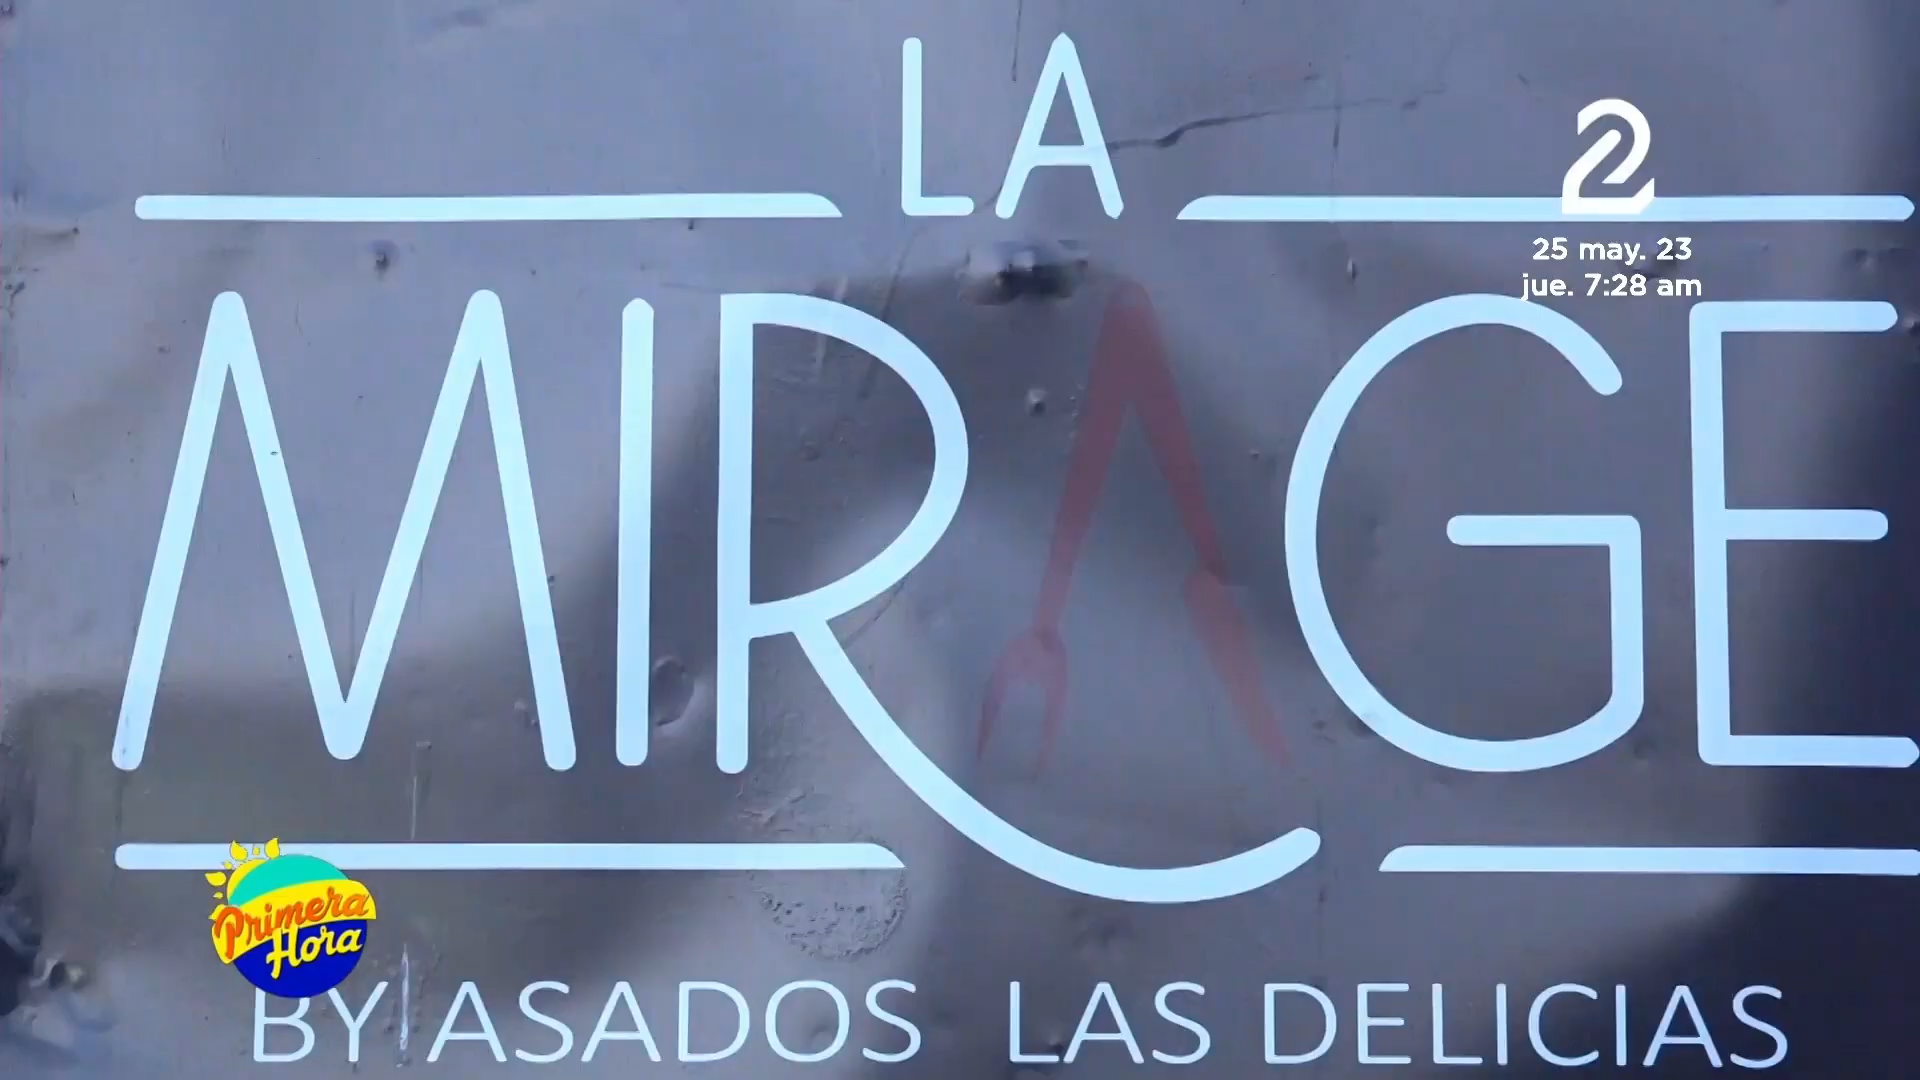 LA
2
25 may. 23
jue. 7:28 am
MIRAGE
Primera
Hora
BY ASADOS LAS DELICIAS